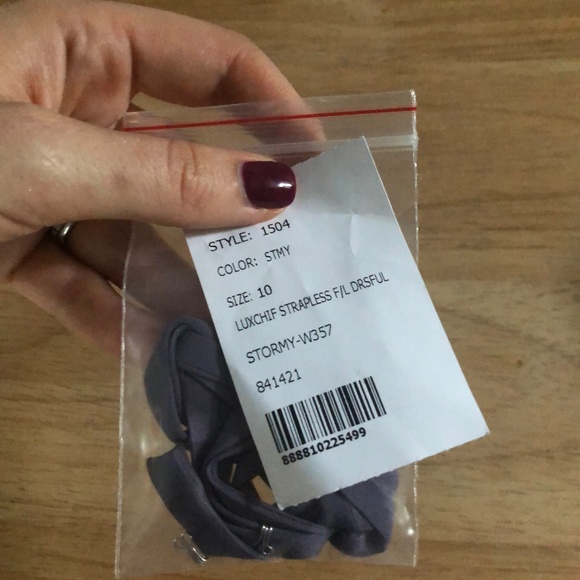 STYLE: 1504
COLOR: STMY
SIZE: 10
LUXCHIF STRAPLESS F/L DRSFUL
STORMY-W357
841421
888810225499